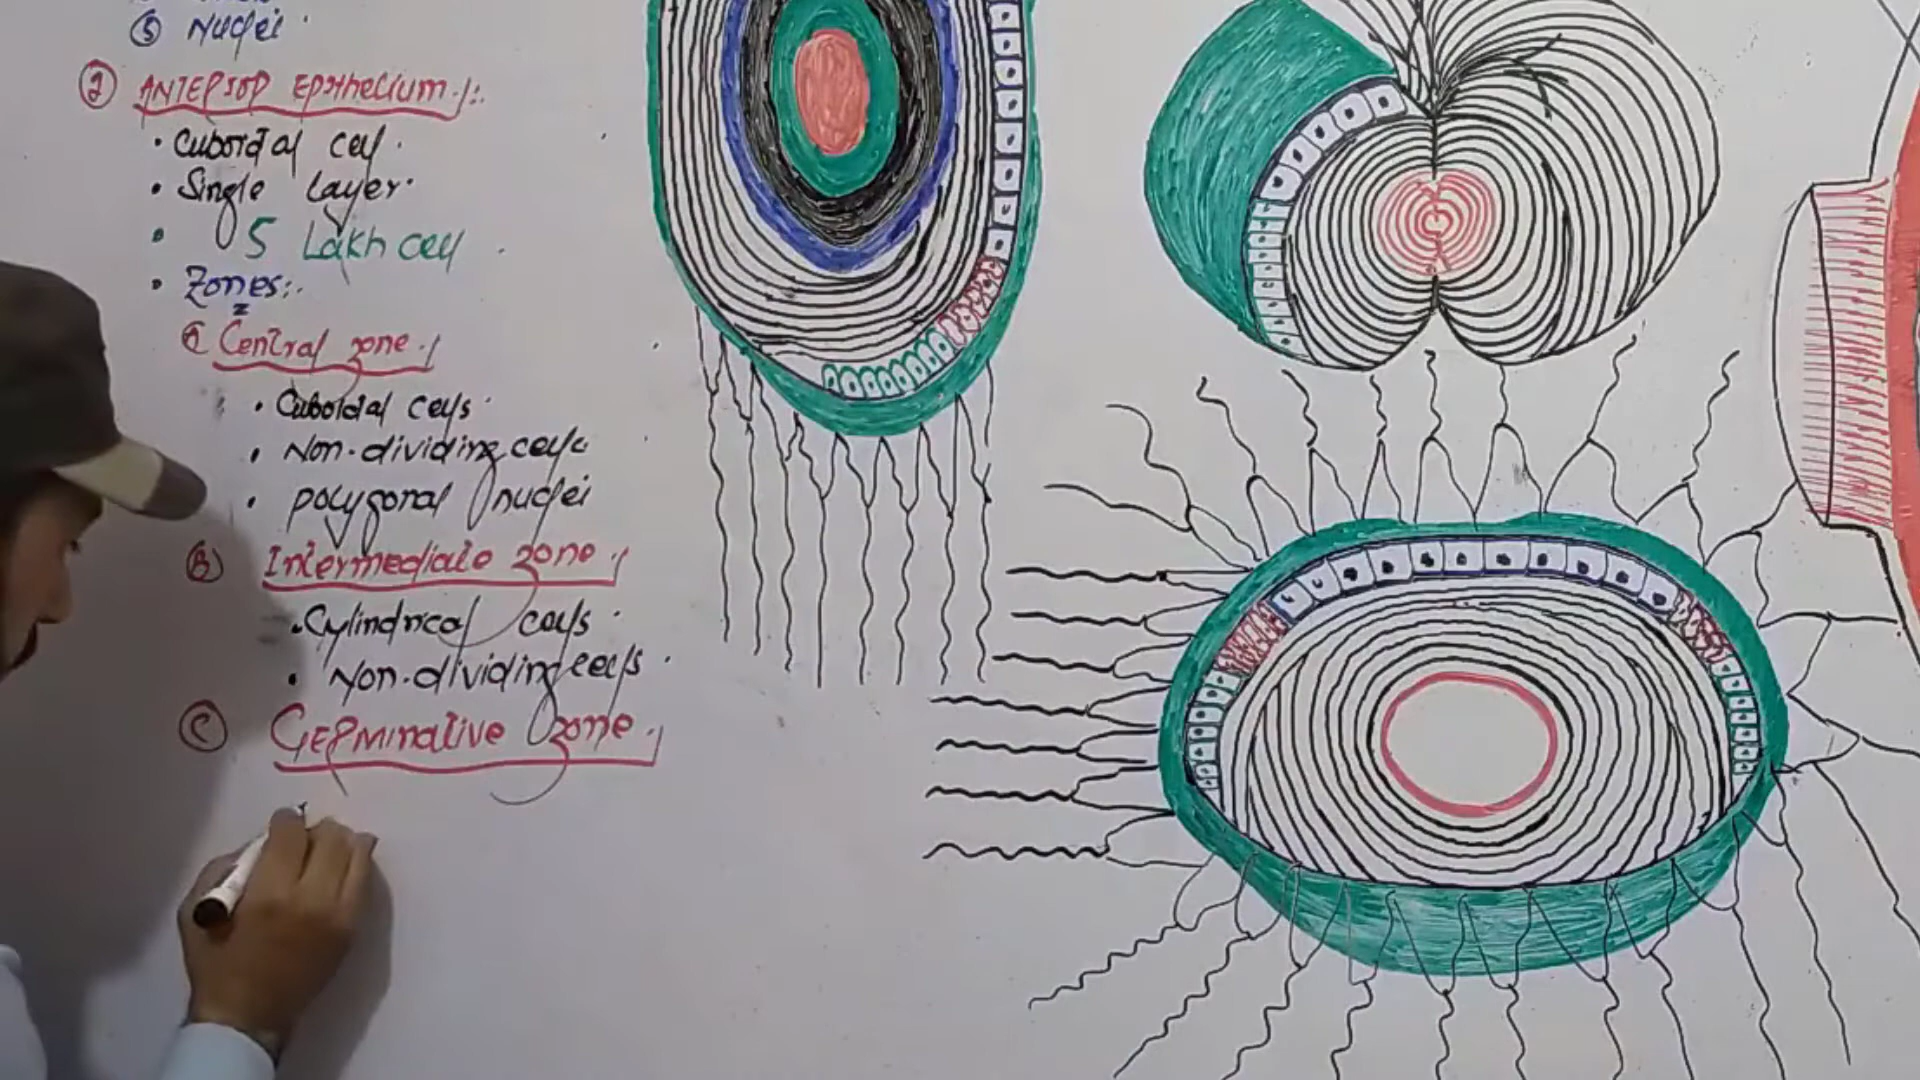 ⑤ Nuclei
② ANTERIOR EPITHELIUM:
• Cuboidal cell.
• Single Layer.
• 5 Lakh cell.
• Zones:
A Central zone.
• Cuboidal cells.
• Non-dividing cells
• Polygonal nuclei
B Intermediate zone.
• Cylindrical cells.
• Non-dividing cells.
C GERMINATIVE zone.